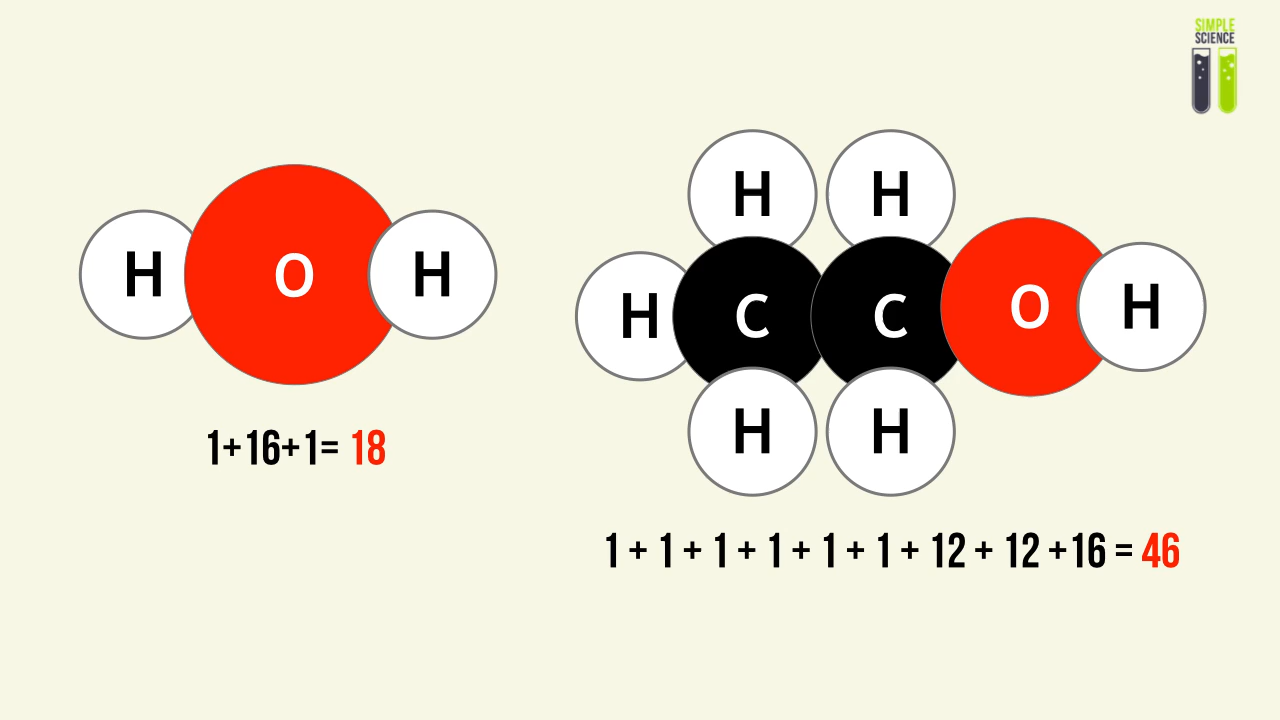 SIMPLE
SCIENCE
H O H
1+16+1= 18
H H
H C C O H
H H
1 + 1 + 1 + 1 + 1 + 1 + 12 + 12 +16 = 46